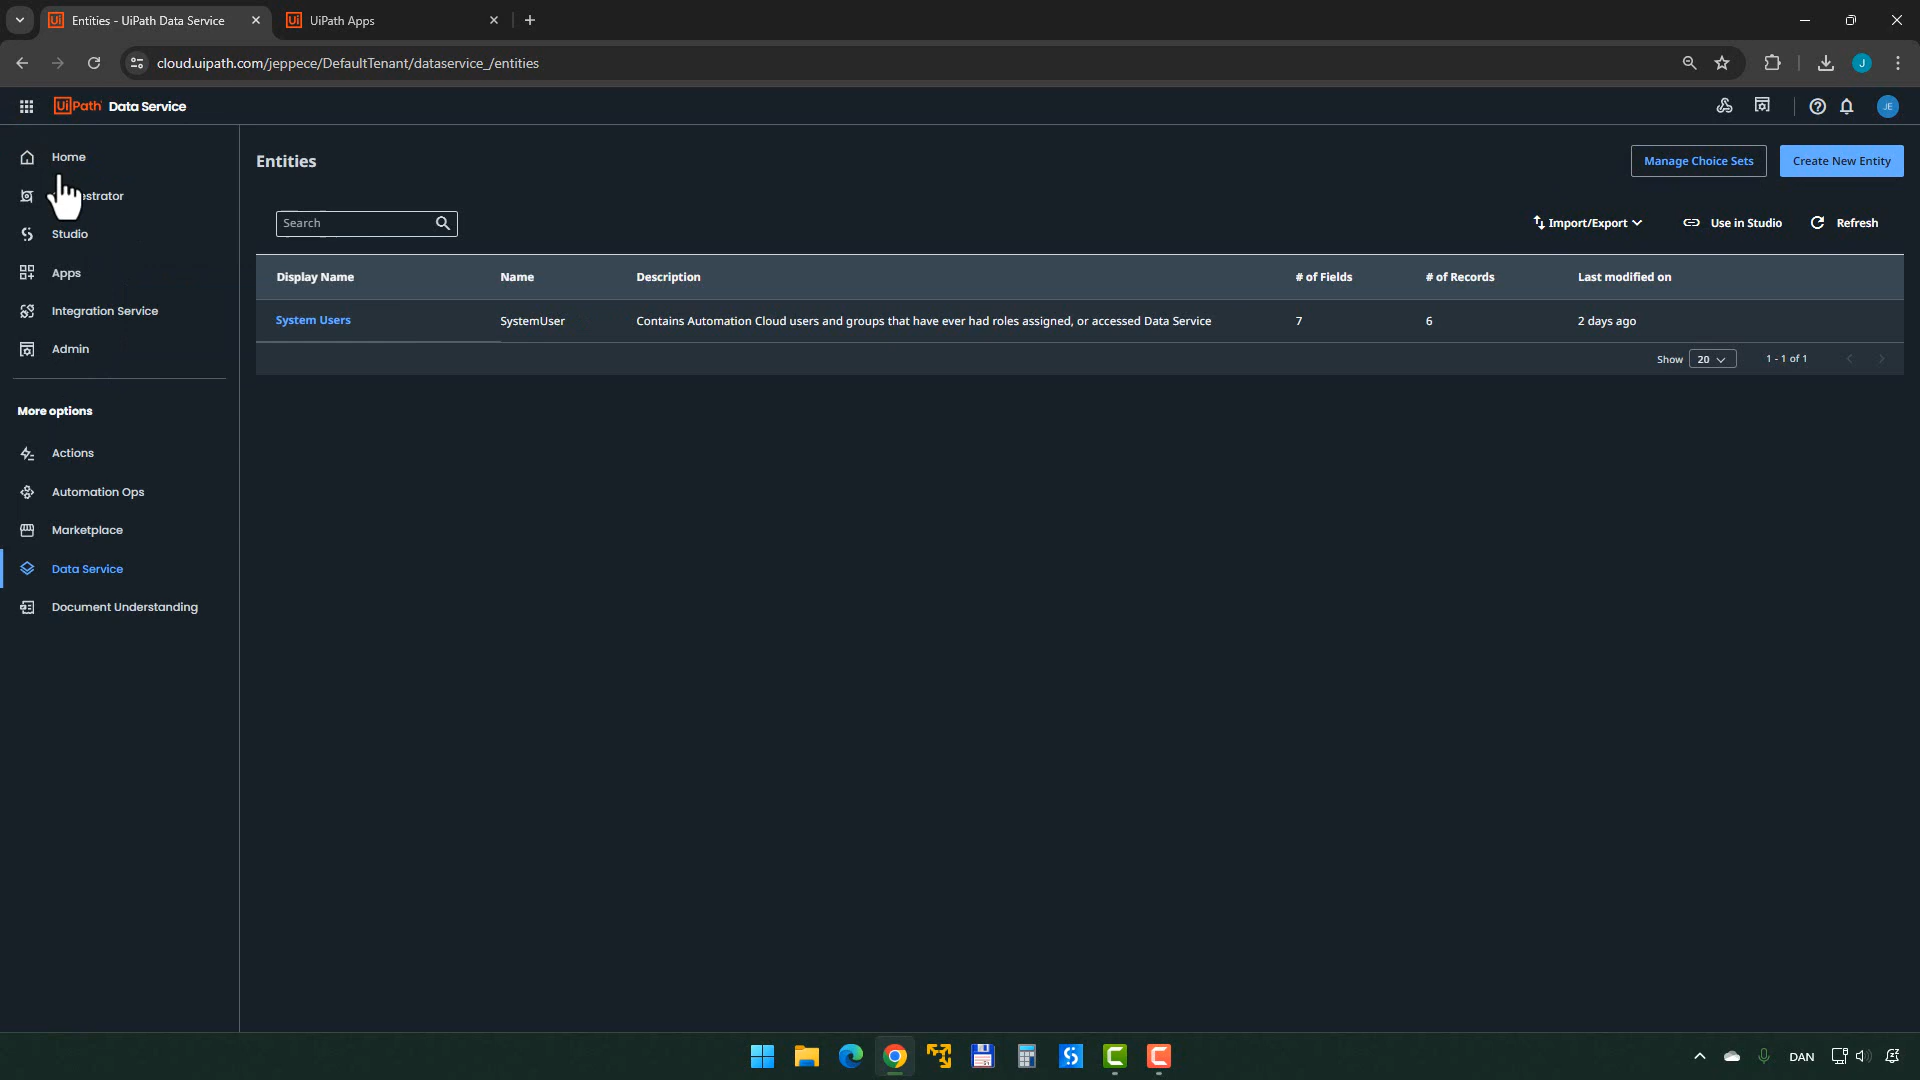 Entities - UiPath Data Service
UiPath Apps
cloud.uipath.com/jeppece/DefaultTenant/dataservice_/entities
J
UiPath Data Service
JE
Home
Studio
Apps
Integration Service
Admin
More options
Actions
Automation Ops
Marketplace
Data Service
Document Understanding
Entities
Manage Choice Sets
Create New Entity
Search
Import/Export
Use in Studio
Refresh
Display Name Name Description # of Fields # of Records Last modified on
System Users SystemUser Contains Automation Cloud users and groups that have ever had roles assigned, or accessed Data Service 7 6 2 days ago
Show 20 1 - 1 of 1
DAN